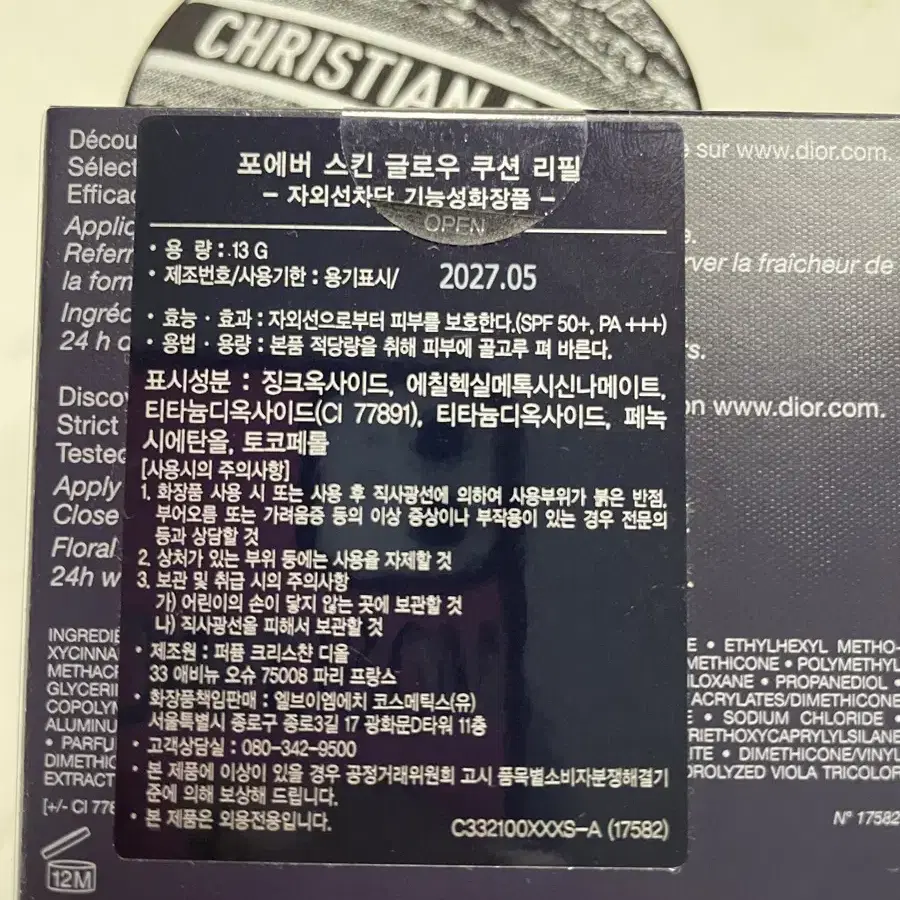 CHRISTIAN
포에버 스킨 글로우 쿠션 리필
– 자외선차단 기능성화장품 –
OPEN
• 용 량 : 13 G
• 제조번호/사용기한 : 용기표시/ 2027.05
• 효능 · 효과 : 자외선으로부터 피부를 보호한다.(SPF 50+, PA +++)
• 용법 · 용량 : 본품 적당량을 취해 피부에 골고루 펴 바른다.
표시성분 : 징크옥사이드, 에칠헥실메톡시신나메이트,
티타늄디옥사이드(CI 77891), 티타늄디옥사이드, 페녹
시에탄올, 토코페롤
[사용시의 주의사항]
1. 화장품 사용 시 또는 사용 후 직사광선에 의하여 사용부위가 붉은 반점,
부어오름 또는 가려움증 등의 이상 증상이나 부작용이 있는 경우 전문의
등과 상담할 것
2. 상처가 있는 부위 등에는 사용을 자제할 것
3. 보관 및 취급 시의 주의사항
가) 어린이의 손이 닿지 않는 곳에 보관할 것
나) 직사광선을 피해서 보관할 것
• 제조원 : 퍼퓸 크리스챤 디올
33 애비뉴 오슈 75008 파리 프랑스
• 화장품책임판매 : 엘브이엠에치 코스메틱스(유)
서울특별시 종로구 종로3길 17 광화문D타워 11층
• 고객상담실 : 080-342-9500
• 본 제품에 이상이 있을 경우 공정거래위원회 고시 품목별소비자분쟁해결기
준에 의해 보상해 드립니다.
• 본 제품은 외용전용입니다.
C332100XXXS-A (17582)
Découv
Sélect
Efficac
Applic
Referr
la form
Ingréd
24 h d
Discov
Strict
Tested
Apply
Close
Floral
24h w
INGREDIE
XYCINNA
METHACR
GLYCERI
COPOLYM
ALUMINU
• PARFU
DIMETHIC
EXTRACT
[+/- CI 778
12M
e sur www.dior.com.
e.
rver la fraîcheur de
rs.
on www.dior.com.
E • ETHYLHEXYL METHO-
METHICONE • POLYMETHYL
ILOXANE • PROPANEDIOL •
ACRYLATES/DIMETHICONE
• SODIUM CHLORIDE •
RIETHOXYCAPRYLYLSILANE
ITE • DIMETHICONE/VINYL
DROLYZED VIOLA TRICOLOR
N° 17582